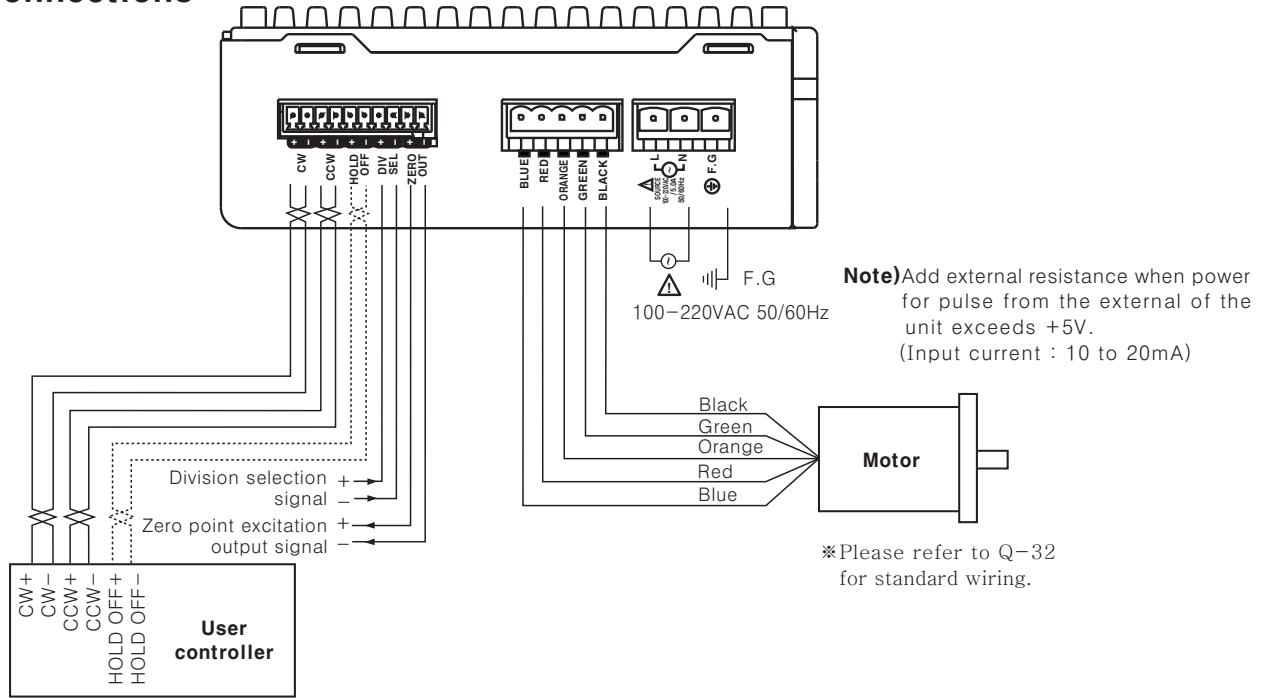 CW
CCW
HOLD
OFF
DIV
SEL
ZERO
OUT
BLUE
RED
ORANGE
GREEN
BLACK
L
N
F.G
SOURCE
50/60Hz
F.G
100-220VAC 50/60Hz
Note)Add external resistance when power
for pulse from the external of the
unit exceeds +5V.
(Input current : 10 to 20mA)
Black
Green
Orange
Red
Blue
Motor
※Please refer to Q-32
for standard wiring.
Division selection +
signal -
Zero point excitation +
output signal -
CW+
CW-
CCW+
CCW-
HOLD OFF+
HOLD OFF-
User
controller